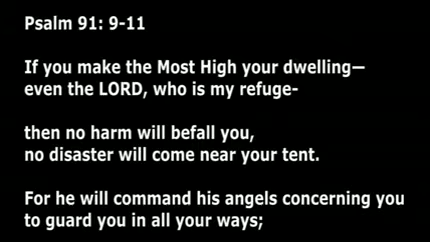 Psalm 91: 9-11
If you make the Most High your dwelling—
even the LORD, who is my refuge-
then no harm will befall you,
no disaster will come near your tent.
For he will command his angels concerning you
to guard you in all your ways;